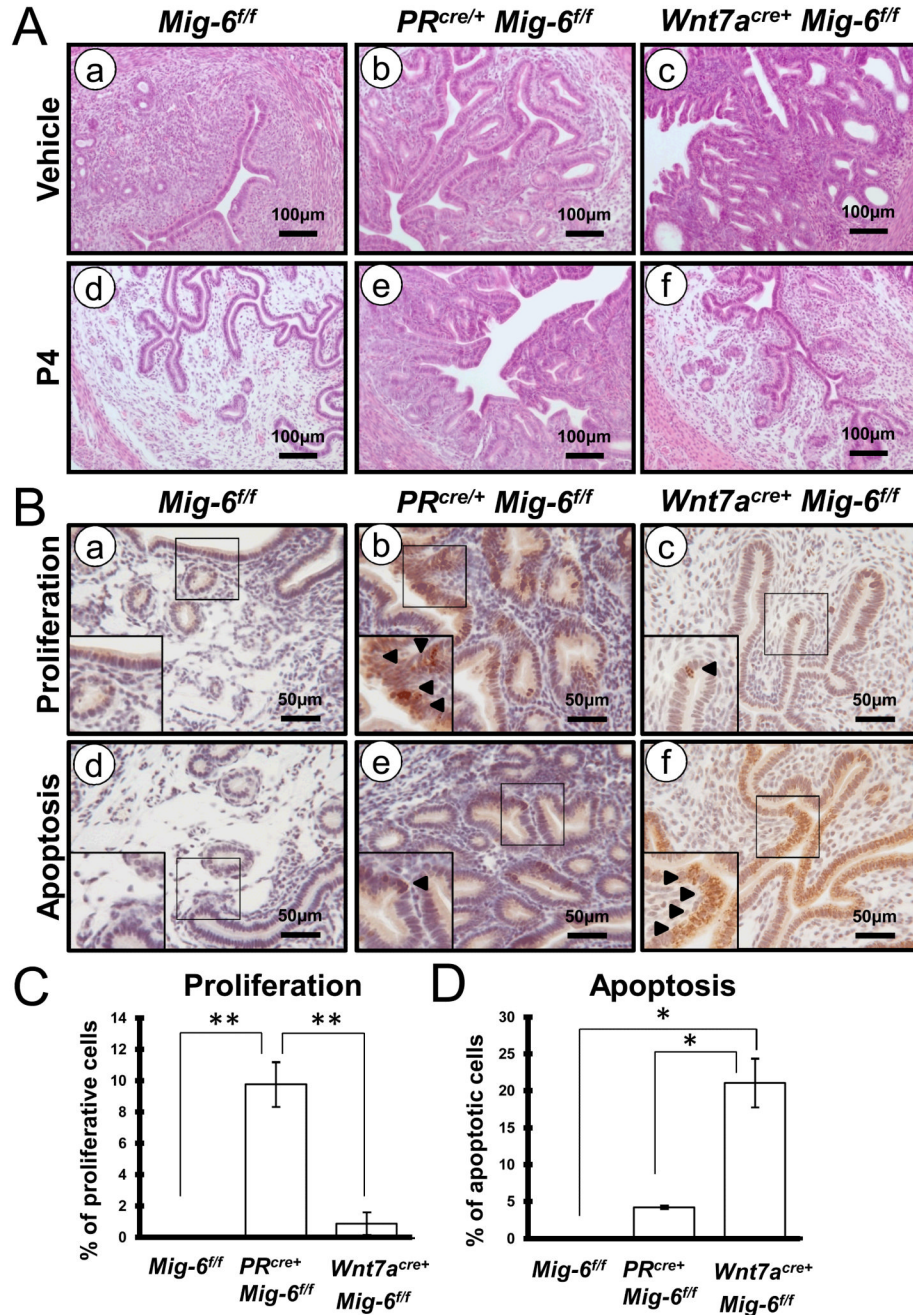 A
Mig-6f/f
PRcre/+ Mig-6f/f
Wnt7acre+ Mig-6f/f
Vehicle
a
100µm
b
100µm
c
100µm
P4
d
100µm
e
100µm
f
100µm
B
Mig-6f/f
PRcre/+ Mig-6f/f
Wnt7acre+ Mig-6f/f
Proliferation
a
50µm
b
50µm
c
50µm
Apoptosis
d
50µm
e
50µm
f
50µm
C
Proliferation
% of proliferative cells
14
12
10
8
6
4
2
0
**
**
Mig-6f/f
PRcre+
Mig-6f/f
Wnt7acre+
Mig-6f/f
D
Apoptosis
% of apoptotic cells
30
25
20
15
10
5
0
*
*
Mig-6f/f
PRcre+
Mig-6f/f
Wnt7acre+
Mig-6f/f